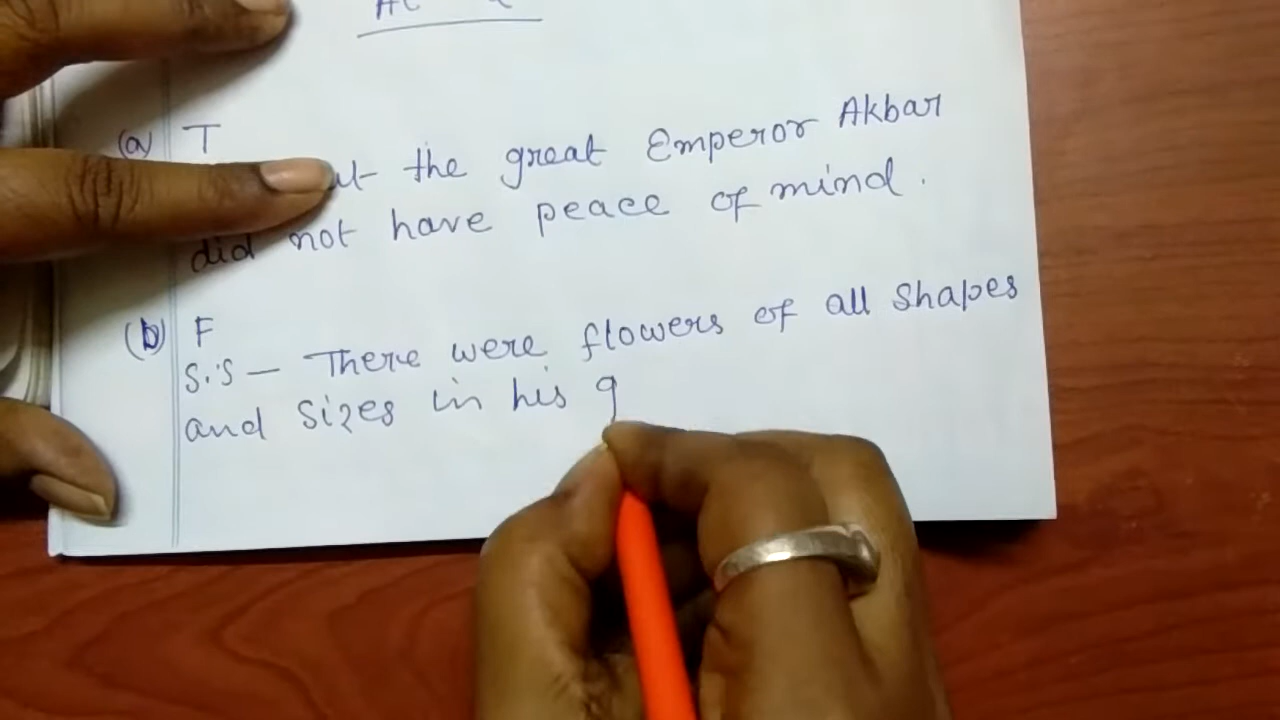 (a) T
the great Emperor Akbar
did not have peace of mind.
(b) F
S.S — There were flowers of all shapes
and sizes in his g